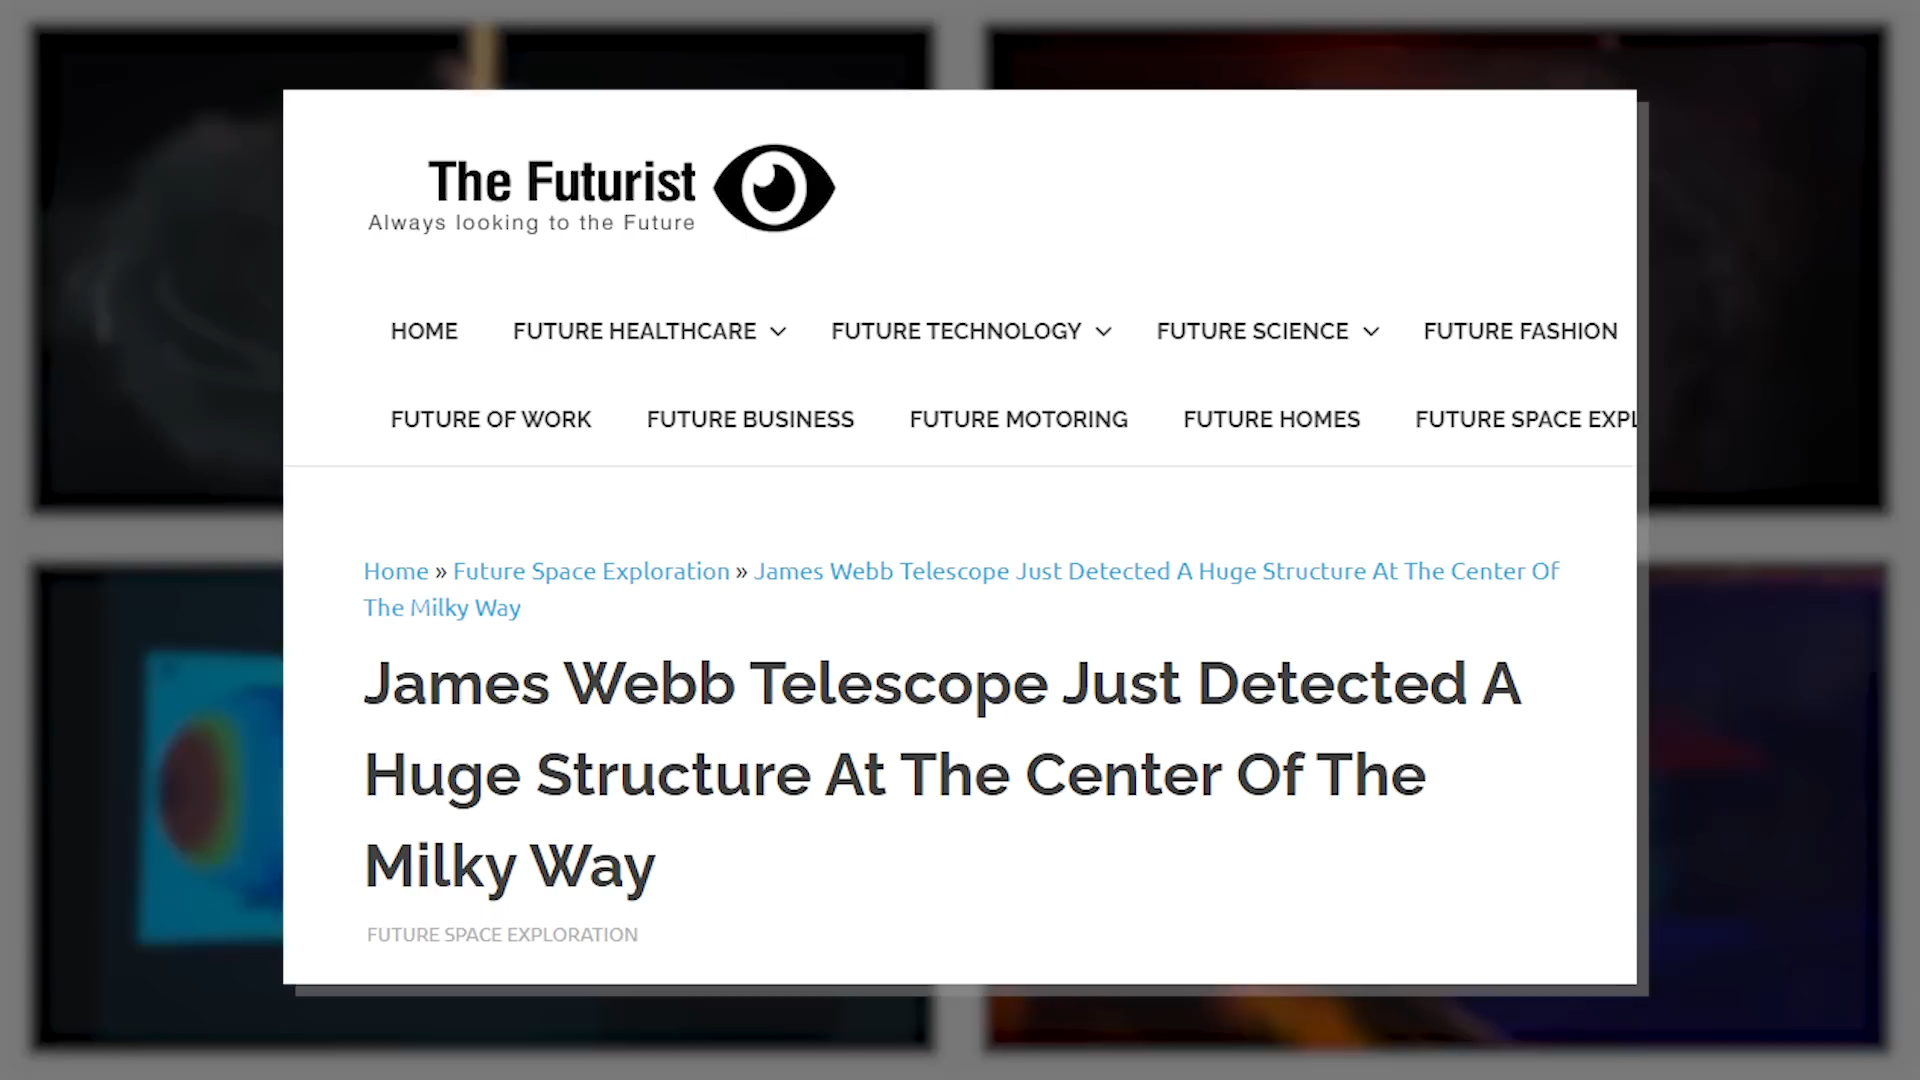 The Futurist
Always looking to the Future
HOME FUTURE HEALTHCARE FUTURE TECHNOLOGY FUTURE SCIENCE FUTURE FASHION
FUTURE OF WORK FUTURE BUSINESS FUTURE MOTORING FUTURE HOMES FUTURE SPACE EXPL
Home » Future Space Exploration » James Webb Telescope Just Detected A Huge Structure At The Center Of
The Milky Way
James Webb Telescope Just Detected A
Huge Structure At The Center Of The
Milky Way
FUTURE SPACE EXPLORATION